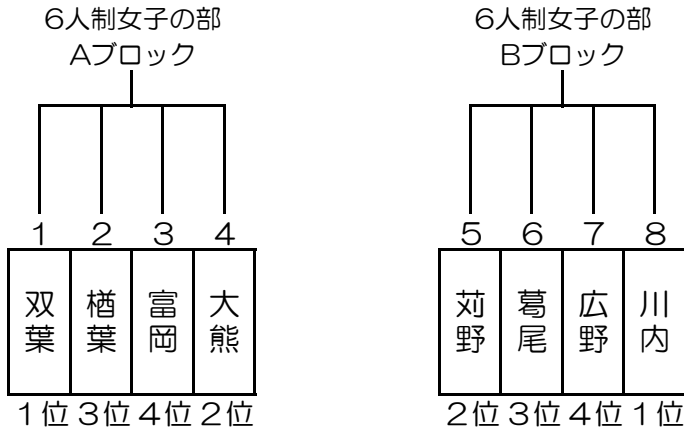 6人制女子の部
Aブロック
1 2 3 4
双葉 楢葉 富岡 大熊
1位 3位 4位 2位
6人制女子の部
Bブロック
5 6 7 8
苅野 葛尾 広野 川内
2位 3位 4位 1位